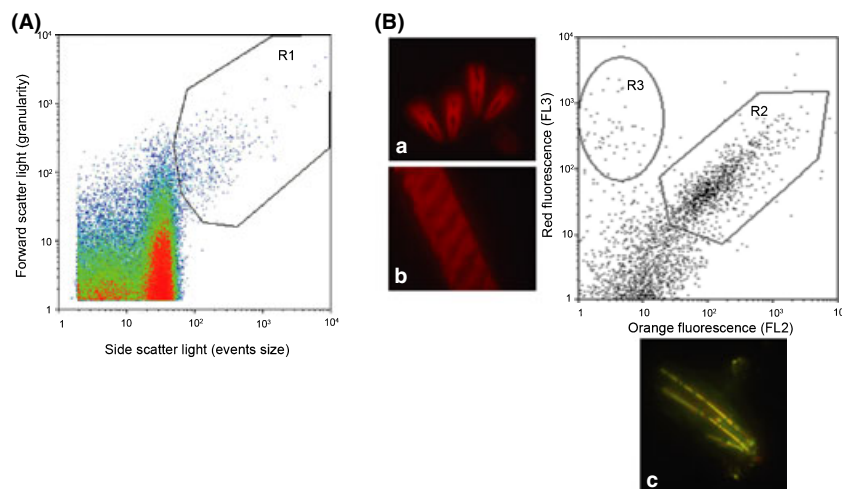 (A)
10⁴
R1
10³
10²
10
1
1
10
10²
10³
10⁴
Forward scatter light (granularity)
Side scatter light (events size)
(B)
a
b
10⁴
R3
10³
R2
10²
10
1
1
10
10²
10³
10
Red fluorescence (FL3)
Orange fluorescence (FL2)
c